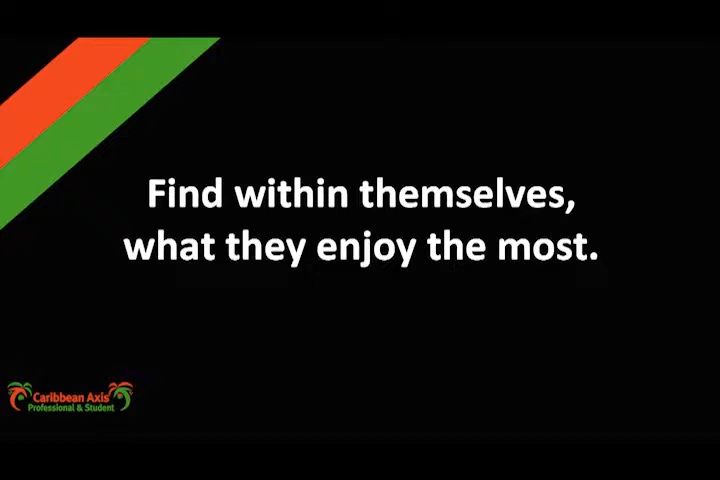 Find within themselves,
what they enjoy the most.
Caribbean Axis
Professional & Student